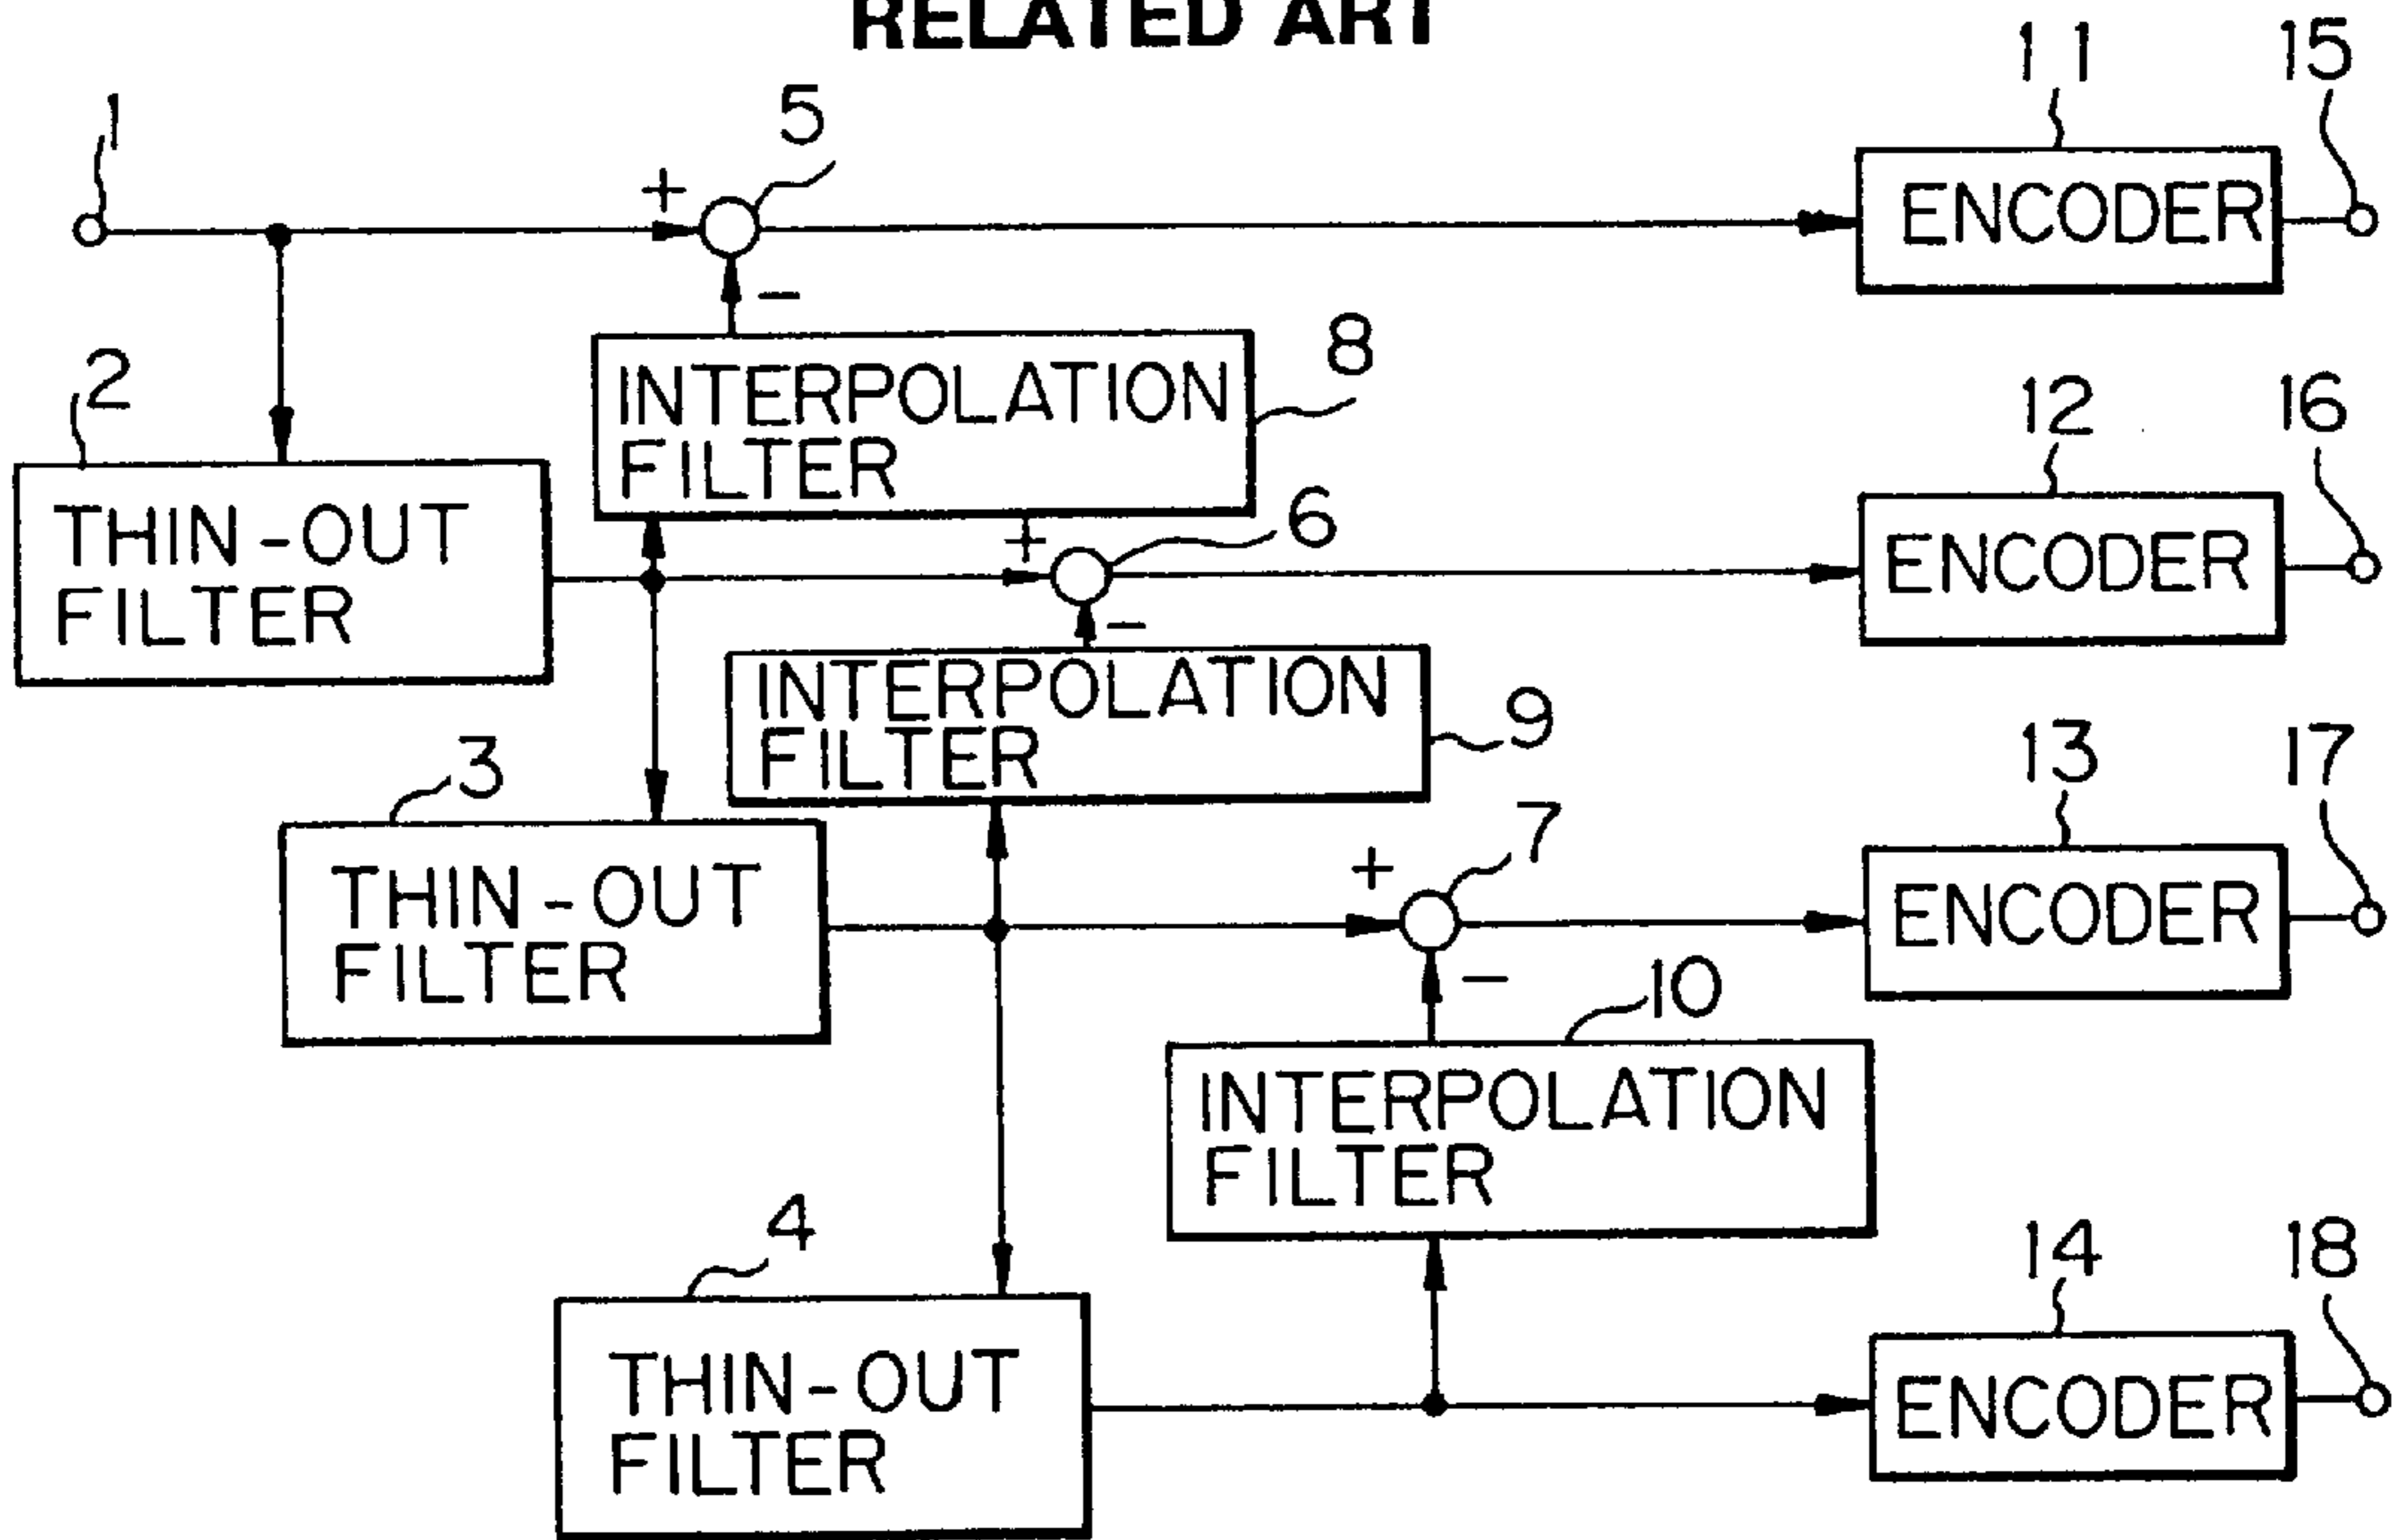 RELATED ART
1
5
11
15
+
ENCODER
−
2
INTERPOLATION
FILTER
8
12
16
THIN-OUT
FILTER
+
6
ENCODER
−
INTERPOLATION
FILTER
9
3
13
17
THIN-OUT
FILTER
+
7
ENCODER
−
10
INTERPOLATION
FILTER
4
14
18
THIN-OUT
FILTER
ENCODER